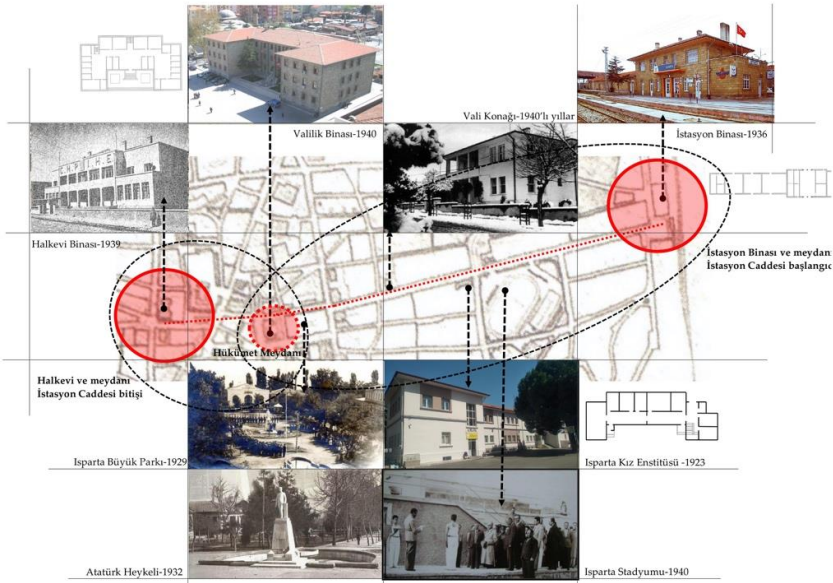 Vali Konağı-1940'lı yıllar
Valilik Binası-1940
İstasyon Binası-1936
Halkevi Binası-1939
İstasyon Binası ve meydan
İstasyon Caddesi başlangıc
Hükümet Meydanı
Halkevi ve meydanı
İstasyon Caddesi bitişi
Isparta Büyük Parkı-1929
Isparta Kız Enstitüsü -1923
Atatürk Heykeli-1932
Isparta Stadyumu-1940